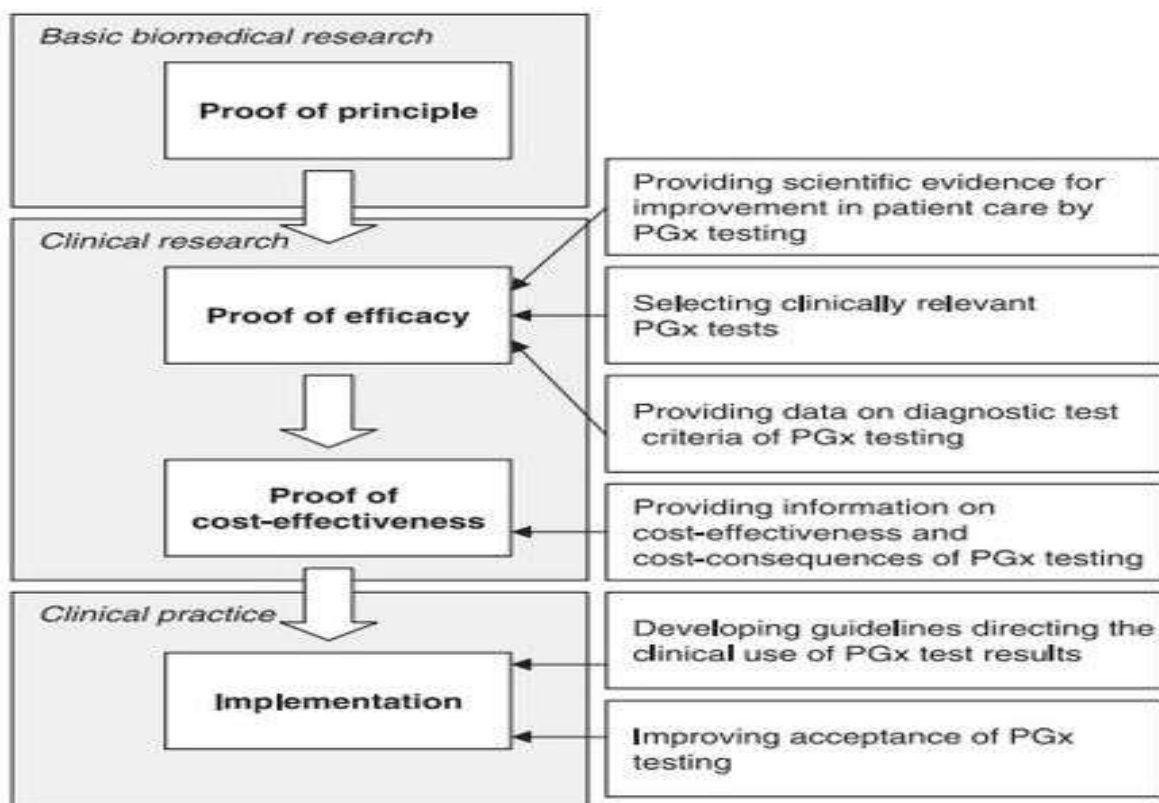 Basic biomedical research
Proof of principle
Clinical research
Proof of efficacy
Proof of
cost-effectiveness
Clinical practice
Implementation
Providing scientific evidence for
improvement in patient care by
PGx testing
Selecting clinically relevant
PGx tests
Providing data on diagnostic test
criteria of PGx testing
Providing information on
cost-effectiveness and
cost-consequences of PGx testing
Developing guidelines directing the
clinical use of PGx test results
Improving acceptance of PGx
testing